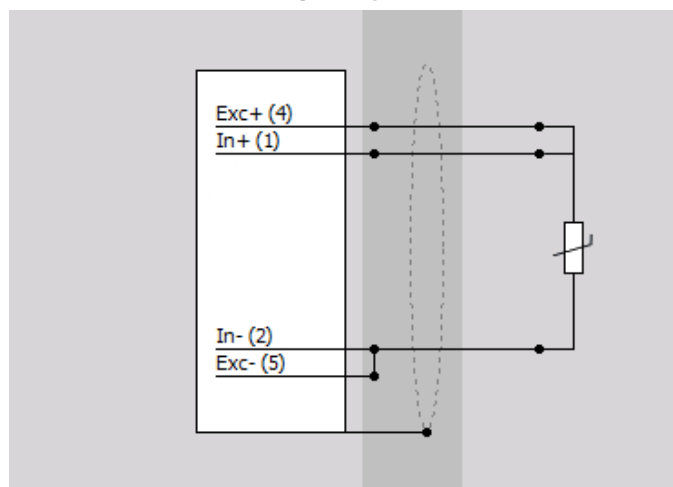 Exc+ (4)
In+ (1)
In- (2)
Exc- (5)